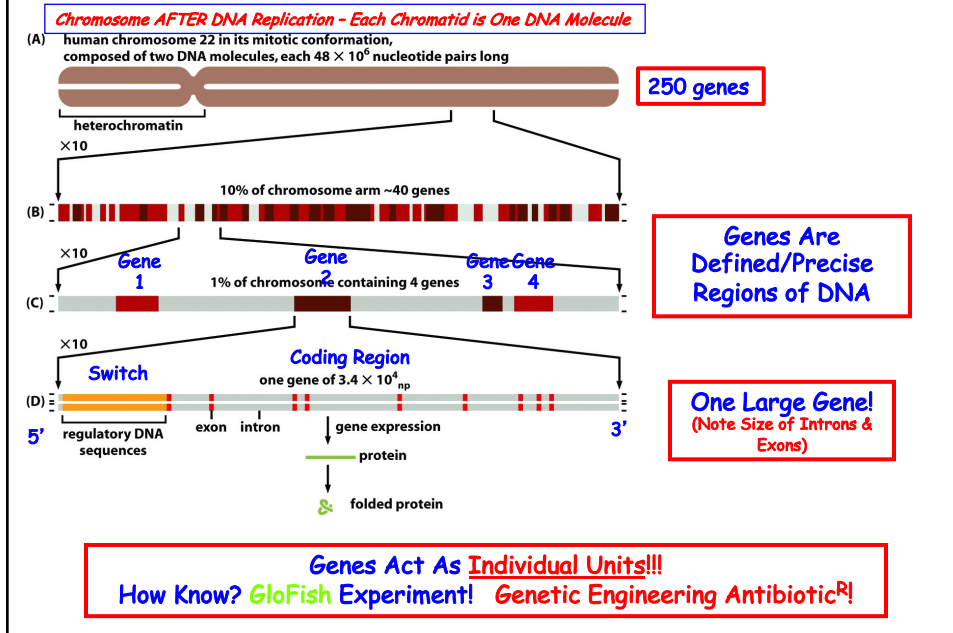 Chromosome AFTER DNA Replication – Each Chromatid is One DNA Molecule
(A) human chromosome 22 in its mitotic conformation,
composed of two DNA molecules, each 48 × 10⁶ nucleotide pairs long
250 genes
heterochromatin
×10
10% of chromosome arm ~40 genes
(B)
Genes Are
Defined/Precise
Regions of DNA
×10
Gene
1
Gene
2
Gene
3
Gene
4
1% of chromosome containing 4 genes
(C)
×10
Switch
Coding Region
one gene of 3.4 × 10⁴np
(D)
One Large Gene!
(Note Size of Introns &
Exons)
5'
regulatory DNA
sequences
exon
intron
gene expression
3'
protein
folded protein
Genes Act As Individual Units!!!
How Know? GloFish Experiment! Genetic Engineering Antibioticᴿ!